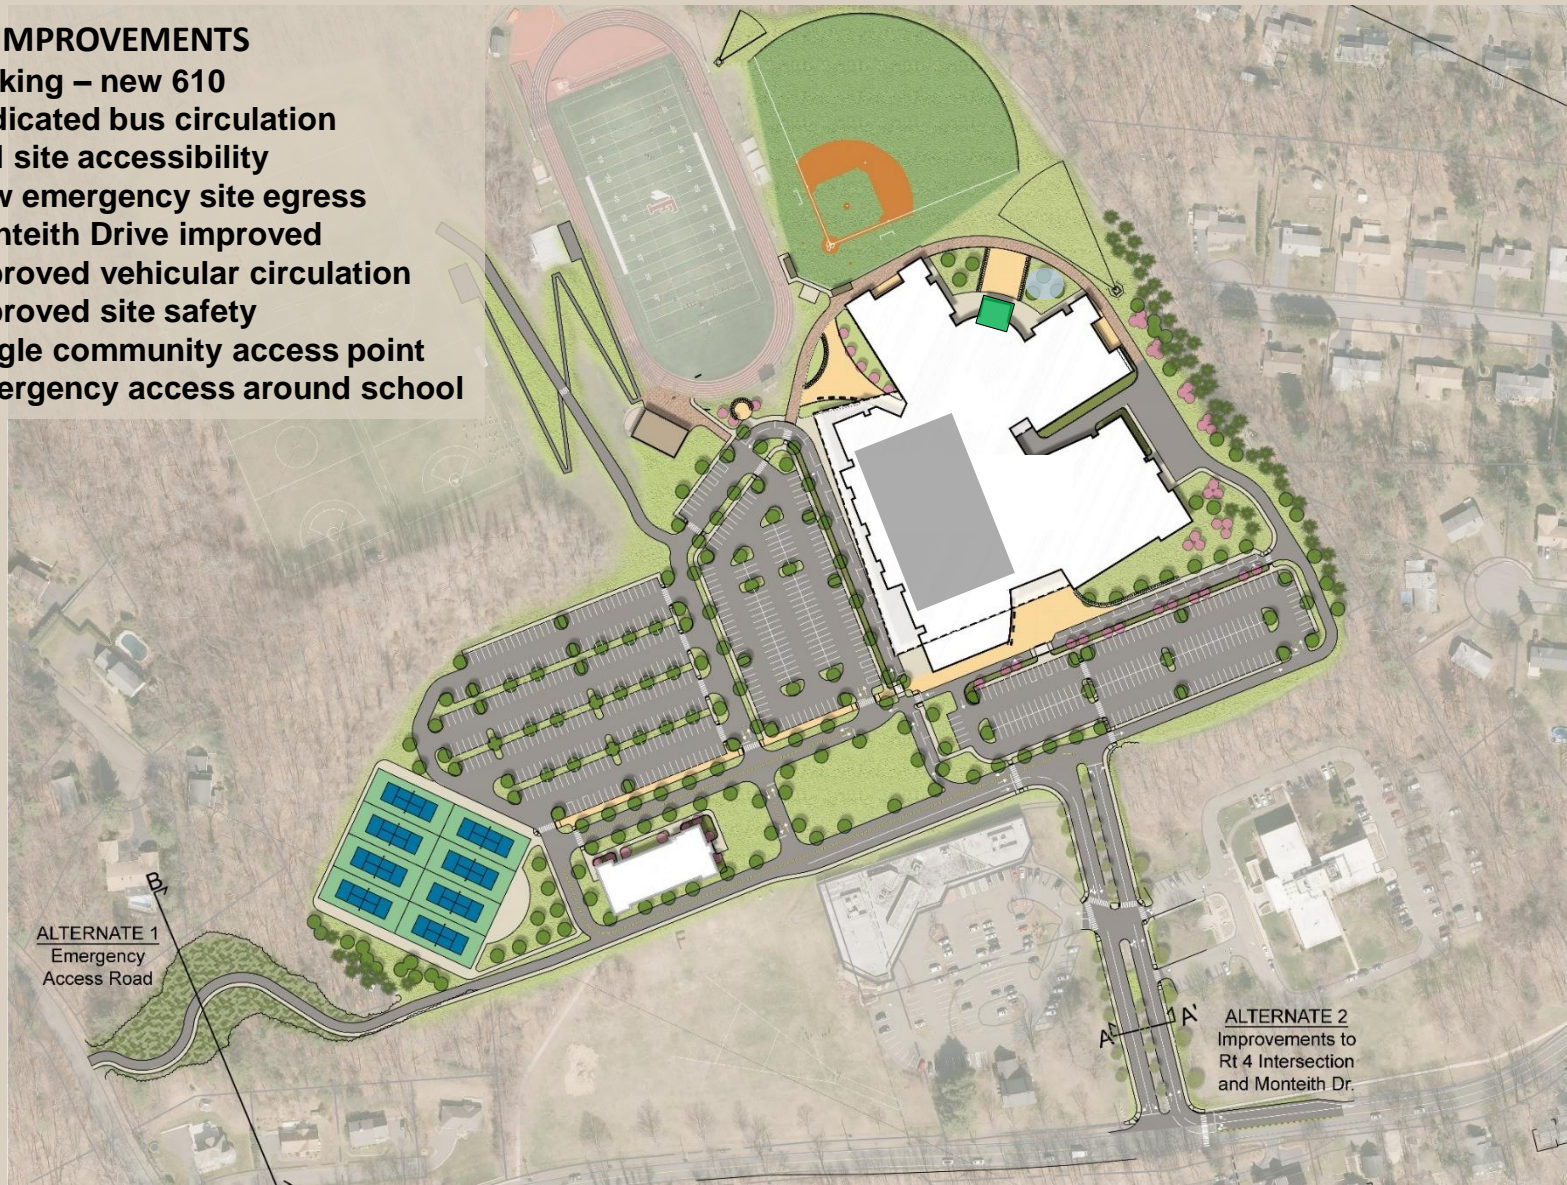 IMPROVEMENTS
king – new 610
dicated bus circulation
l site accessibility
w emergency site egress
nteith Drive improved
proved vehicular circulation
proved site safety
gle community access point
ergency access around school
B
ALTERNATE 1
Emergency
Access Road
A
A'
ALTERNATE 2
Improvements to
Rt 4 Intersection
and Monteith Dr.